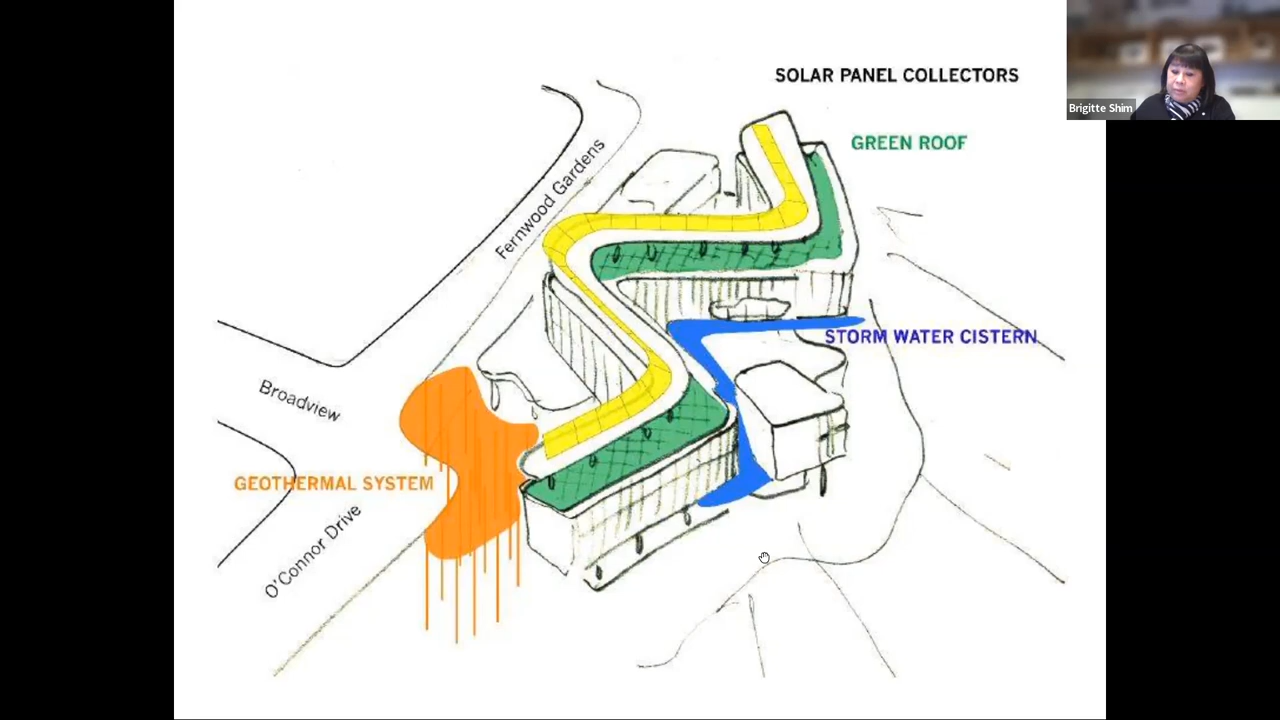 SOLAR PANEL COLLECTORS
Brigitte Shim
GREEN ROOF
Fernwood Gardens
STORM WATER CISTERN
Broadview
GEOTHERMAL SYSTEM
O'Connor Drive